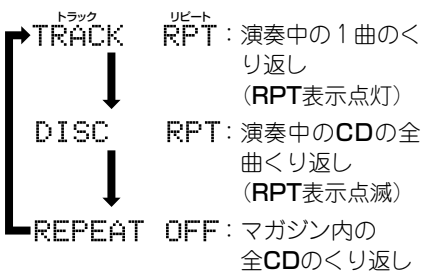 トラック リピート
TRACK RPT：演奏中の１曲のく
り返し
（RPT表示点灯）
DISC RPT：演奏中のCDの全
曲くり返し
（RPT表示点滅）
REPEAT OFF：マガジン内の
全CDのくり返し